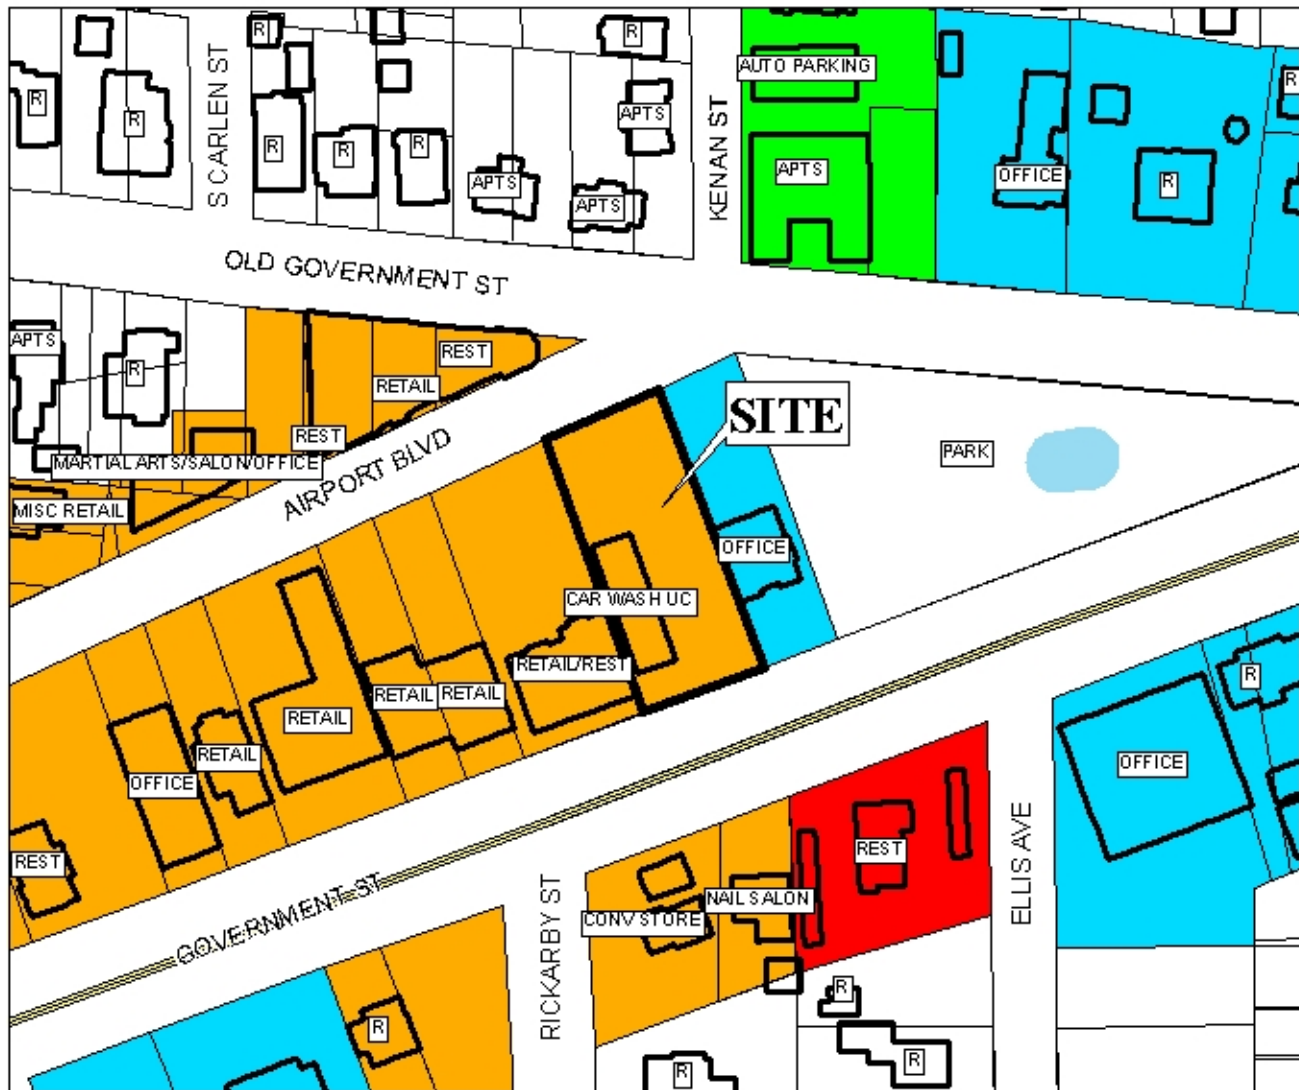 R
R
S CARLEN ST
R
R
R
R
R
APTS
APTS
APTS
KENAN ST
AUTO PARKING
APTS
OFFICE
R
R
OLD GOVERNMENT ST
APTS
R
REST
RETAIL
REST
MARTIAL ARTS/SALON/OFFICE
MISC RETAIL
AIRPORT BLVD
SITE
PARK
OFFICE
CAR WASH UC
RETAIL/REST
RETAIL
RETAIL
RETAIL
RETAIL
OFFICE
REST
GOVERNMENT ST
R
OFFICE
REST
NAIL SALON
CONV STORE
RICKARBY ST
ELLIS AVE
R
R
R
R